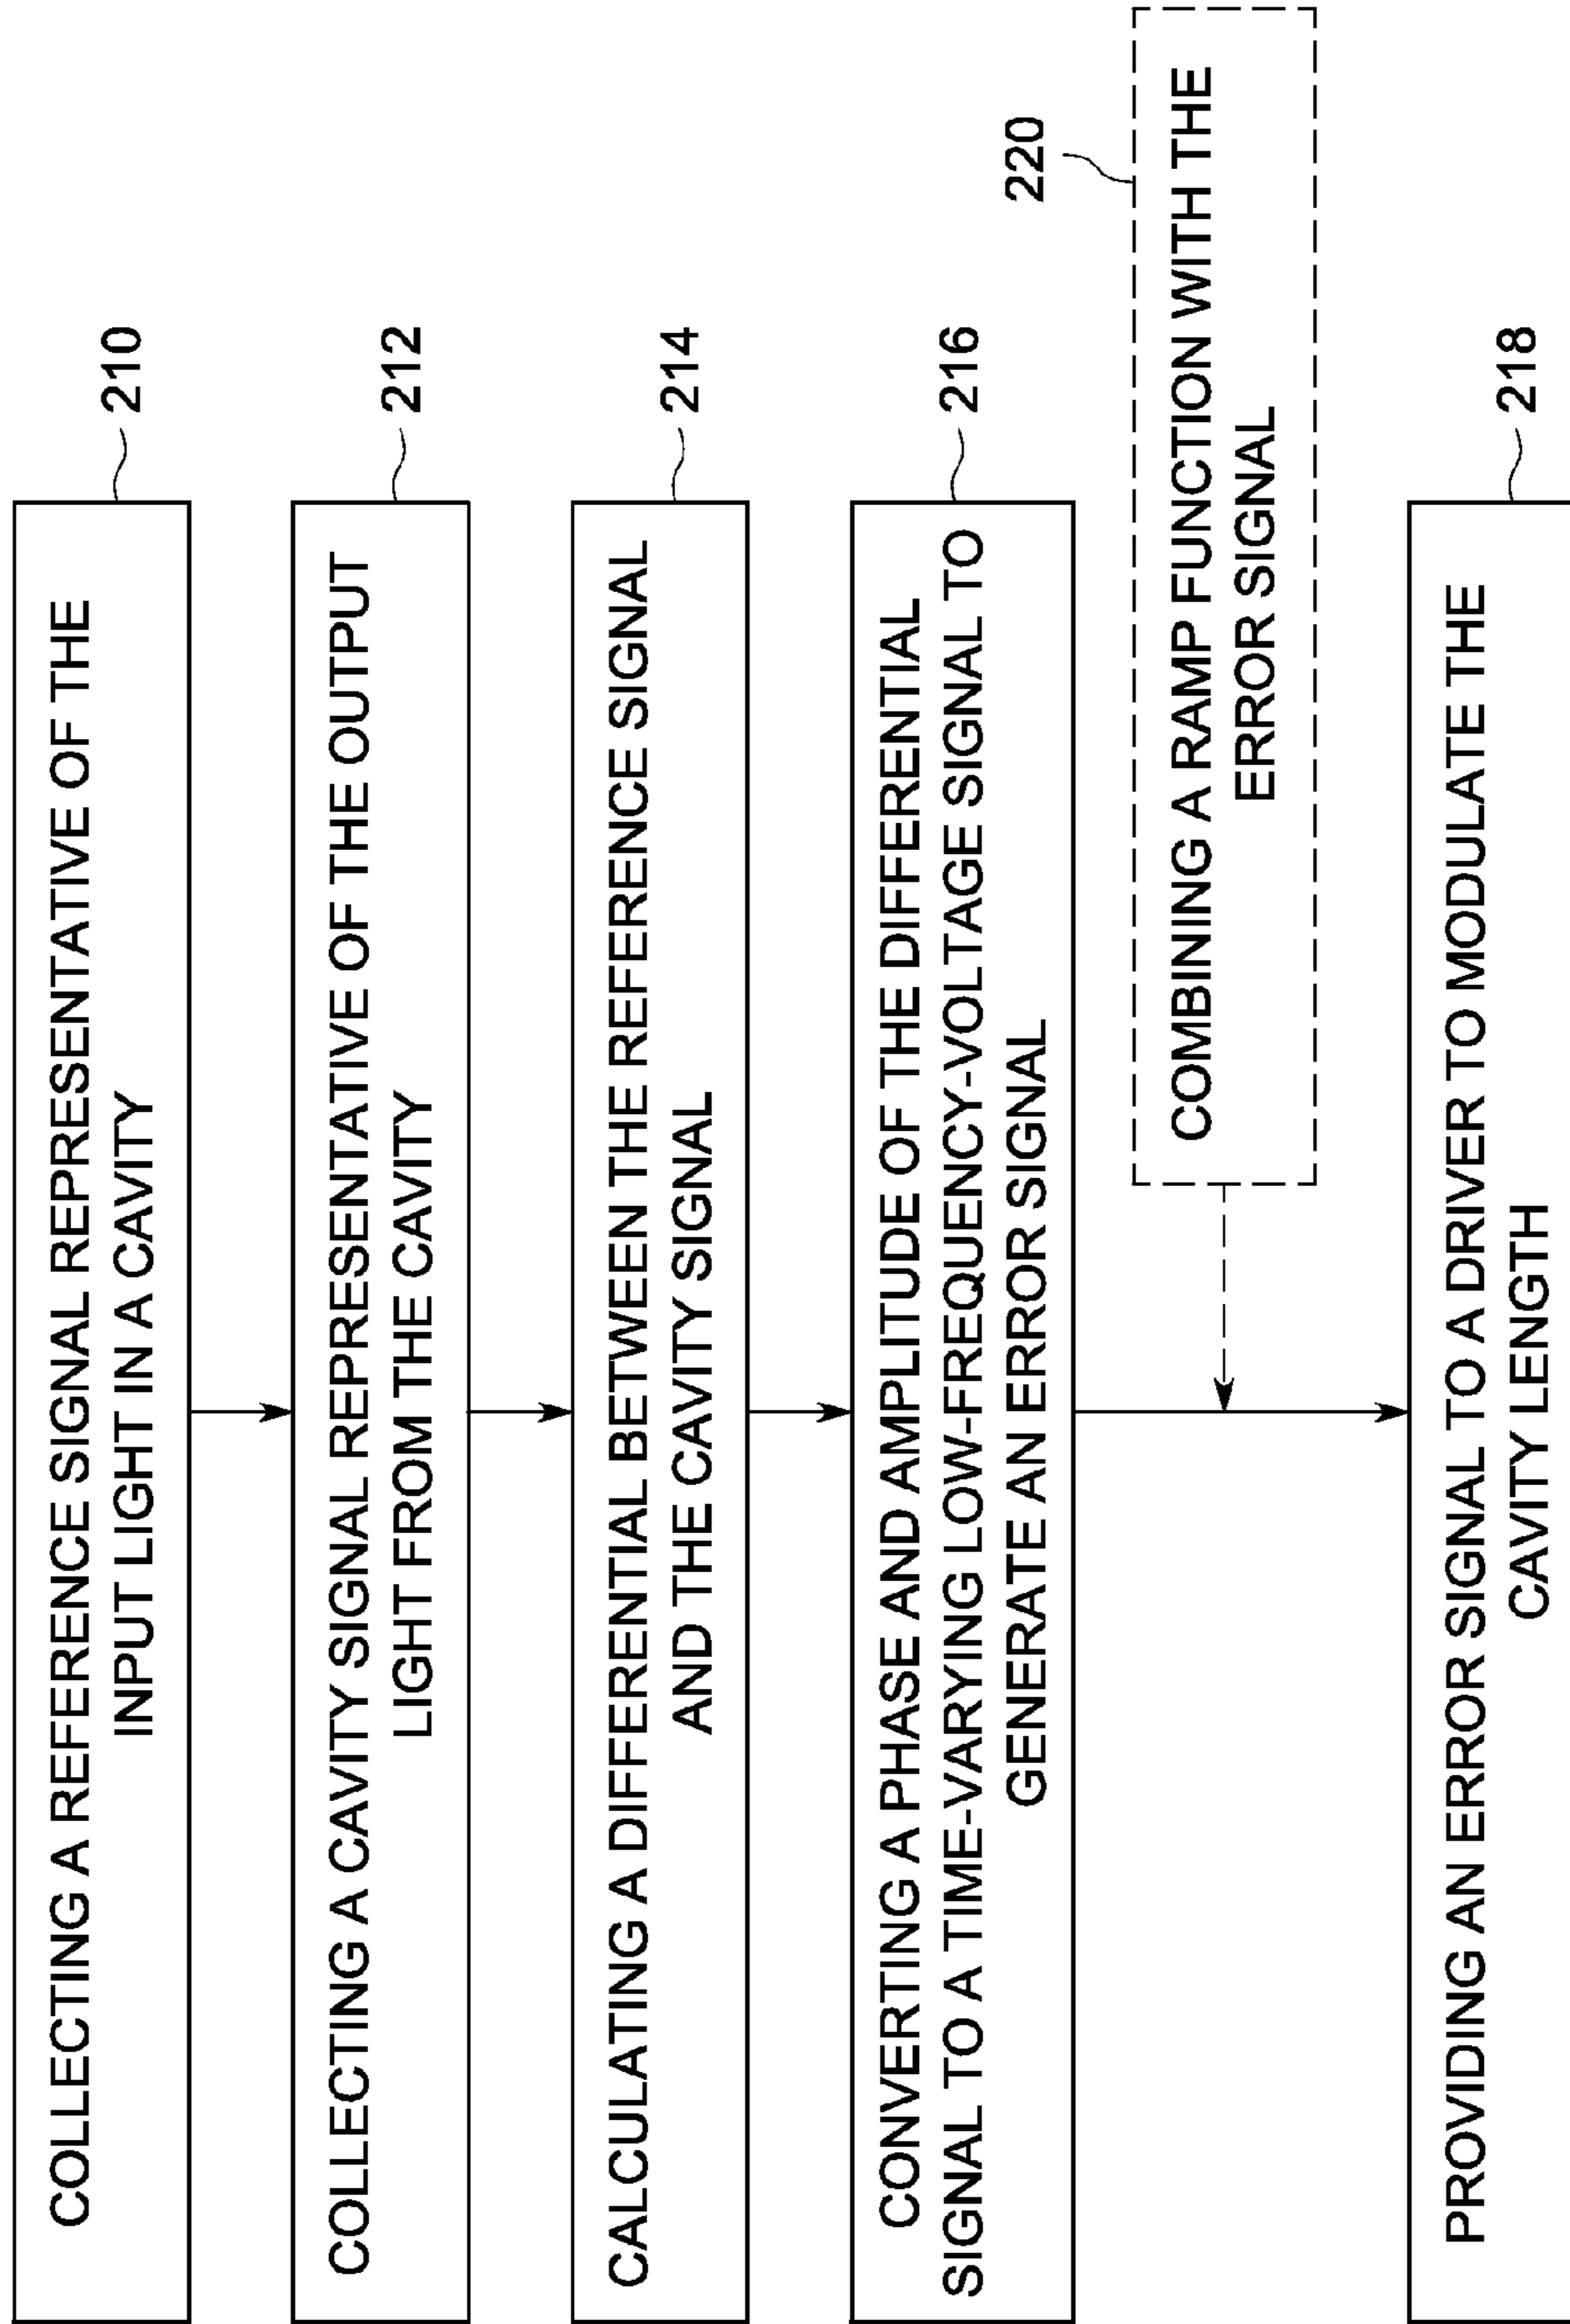 COLLECTING A REFERENCE SIGNAL REPRESENTATIVE OF THE
INPUT LIGHT IN A CAVITY
210
COLLECTING A CAVITY SIGNAL REPRESENTATIVE OF THE OUTPUT
LIGHT FROM THE CAVITY
212
CALCULATING A DIFFERENTIAL BETWEEN THE REFERENCE SIGNAL
AND THE CAVITY SIGNAL
214
CONVERTING A PHASE AND AMPLITUDE OF THE DIFFERENTIAL
SIGNAL TO A TIME-VARYING LOW-FREQUENCY-VOLTAGE SIGNAL TO
GENERATE AN ERROR SIGNAL
216
220
COMBINING A RAMP FUNCTION WITH THE
ERROR SIGNAL
PROVIDING AN ERROR SIGNAL TO A DRIVER TO MODULATE THE
CAVITY LENGTH
218